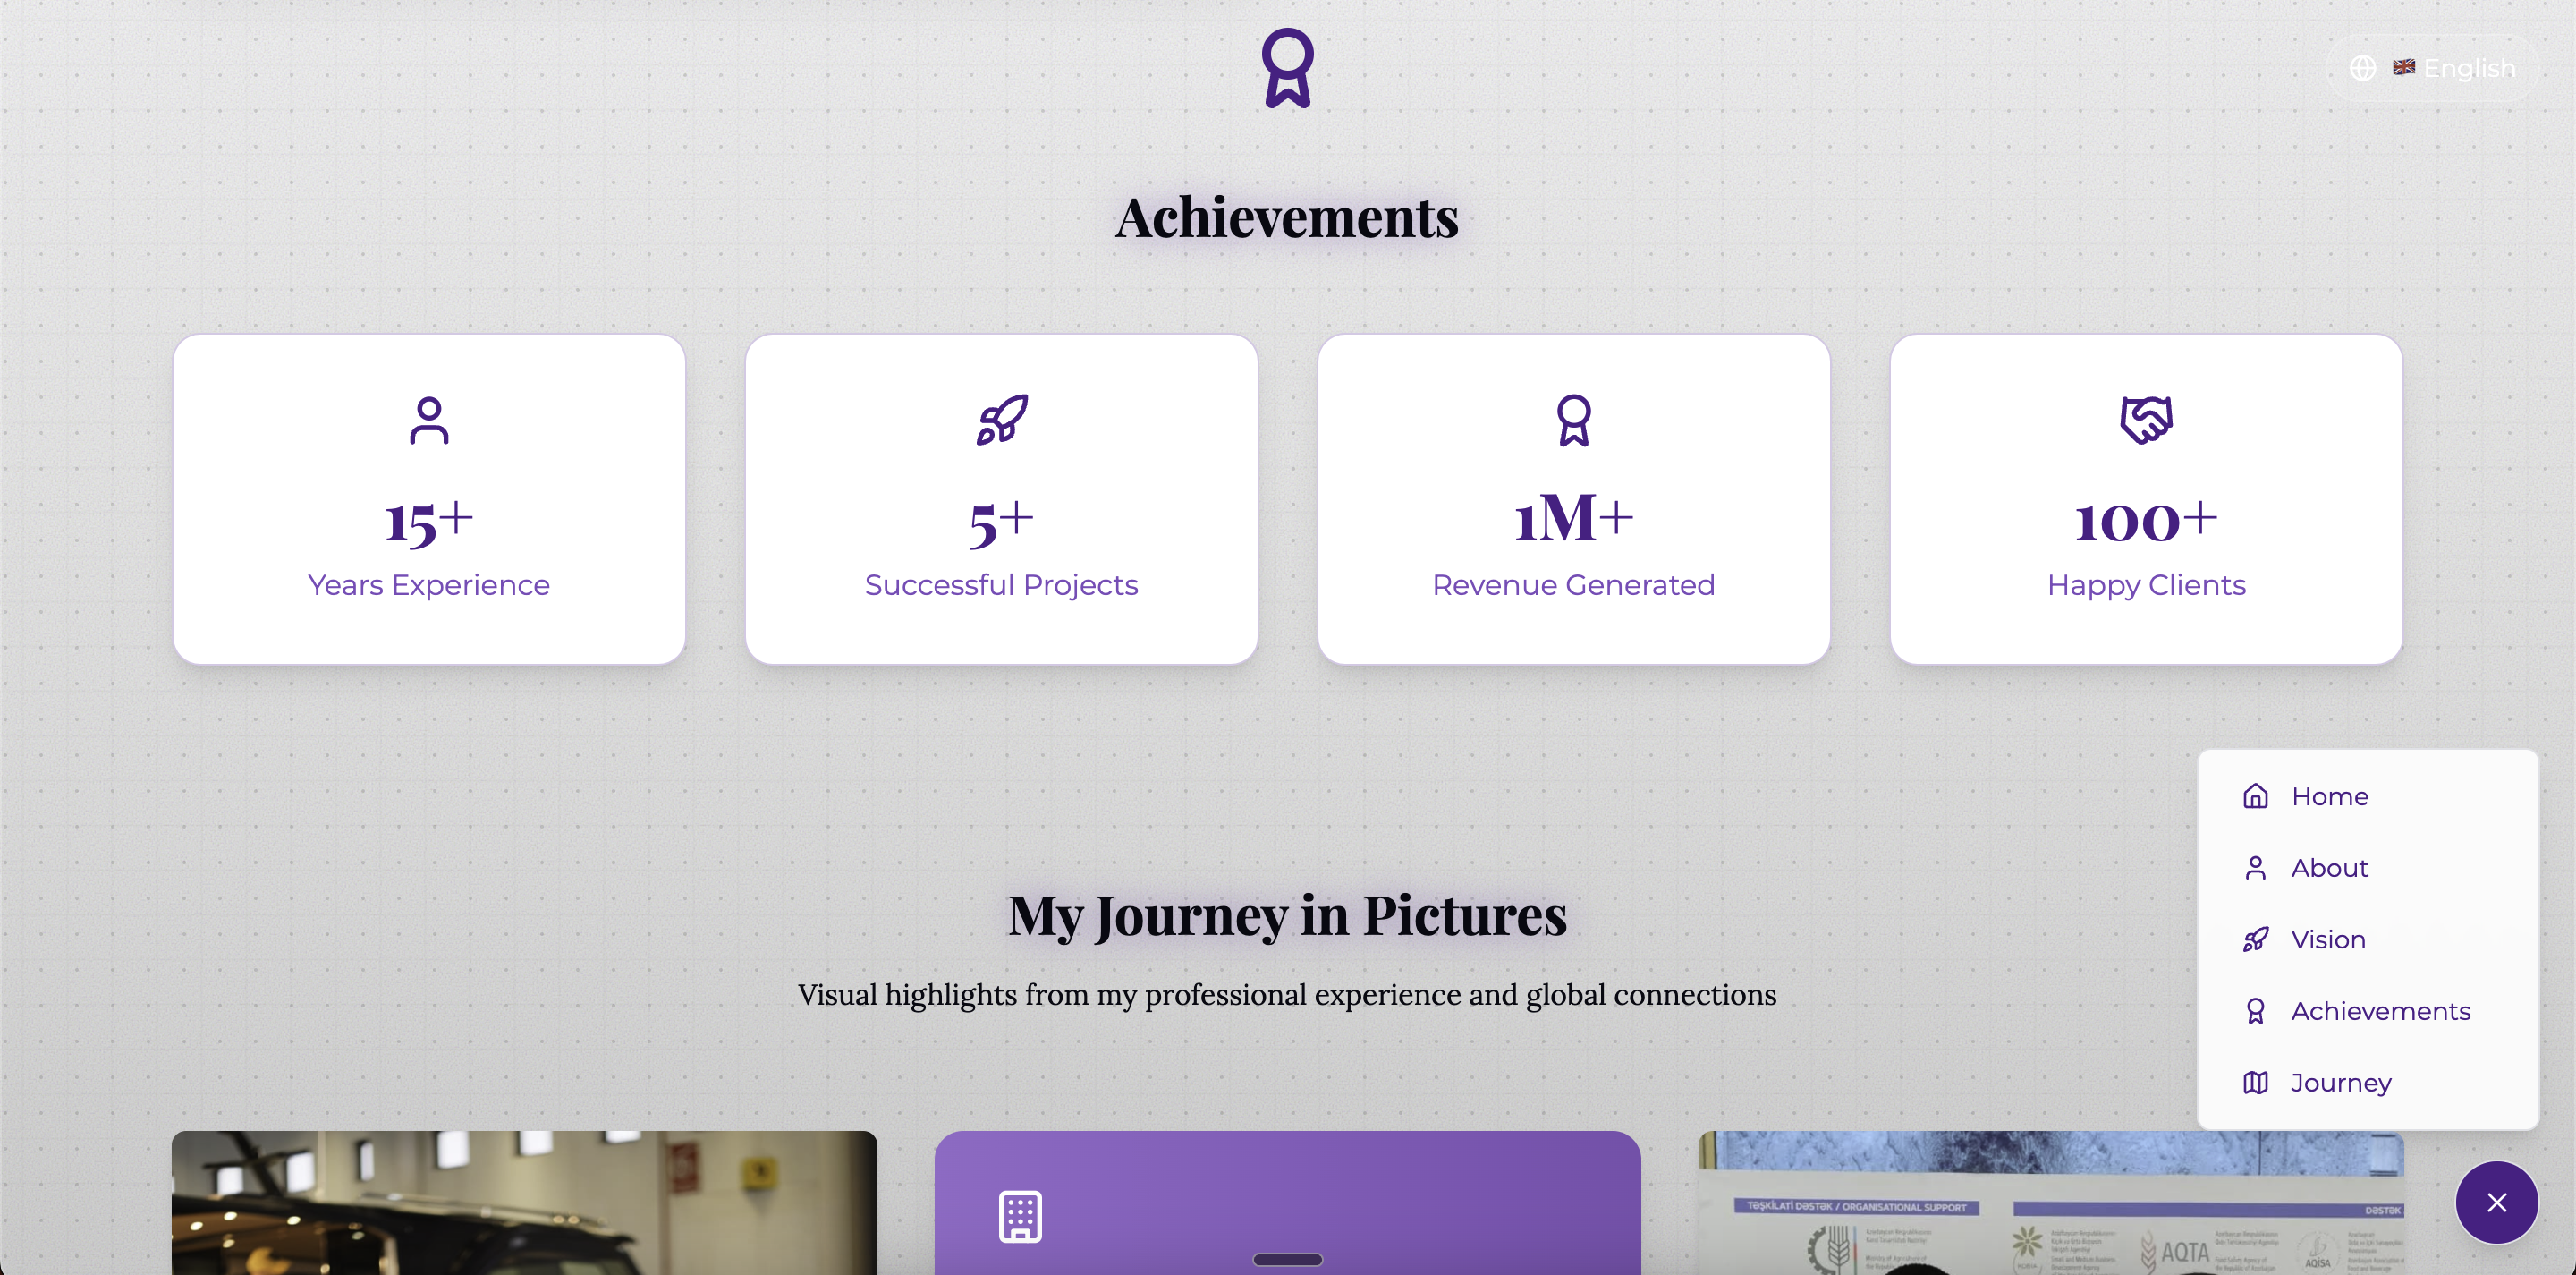 English
Achievements
15+
Years Experience
5+
Successful Projects
1M+
Revenue Generated
100+
Happy Clients
My Journey in Pictures
Visual highlights from my professional experience and global connections
Home
About
Vision
Achievements
Journey
TƏŞKİLATİ DƏSTƏK / ORGANISATIONAL SUPPORT
DƏSTƏK
AQTA
AQİSA